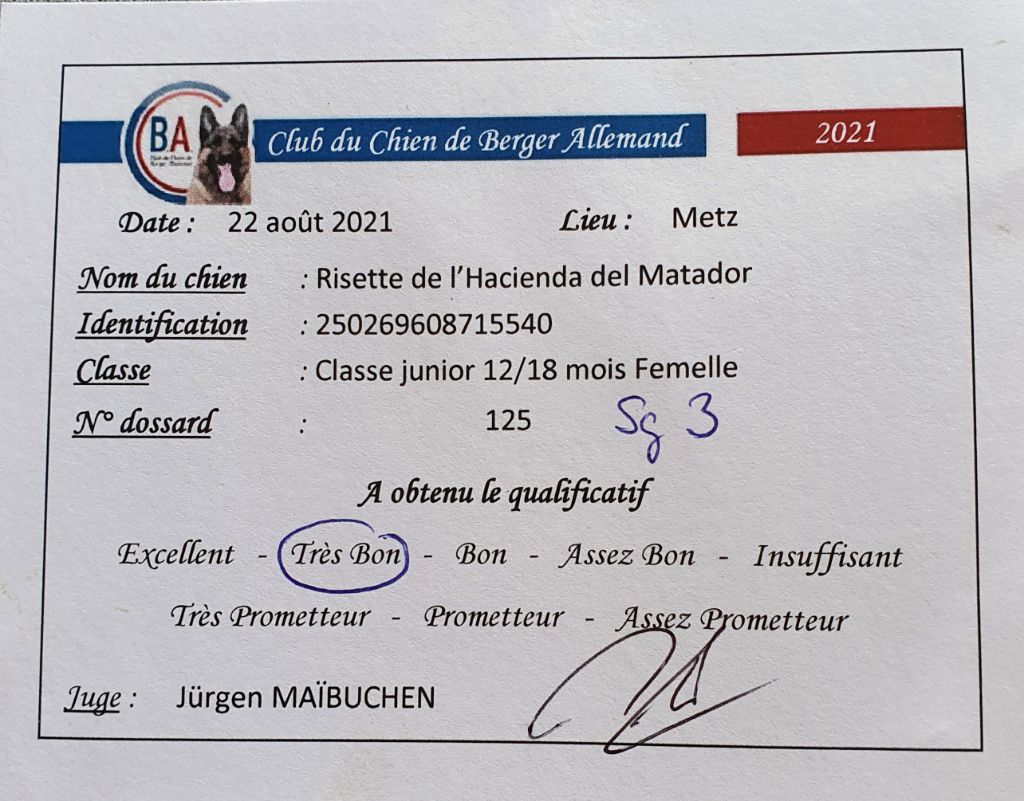 BA
Club du Chien de Berger Allemand
2021
Date : 22 août 2021 Lieu : Metz
Nom du chien : Risette de l'Hacienda del Matador
Identification : 250269608715540
Classe : Classe junior 12/18 mois Femelle
N° dossard : 125 Sg 3
A obtenu le qualificatif
Excellent - Très Bon - Bon - Assez Bon - Insuffisant
Très Prometteur - Prometteur - Assez Prometteur
Juge : Jürgen MAÏBUCHEN